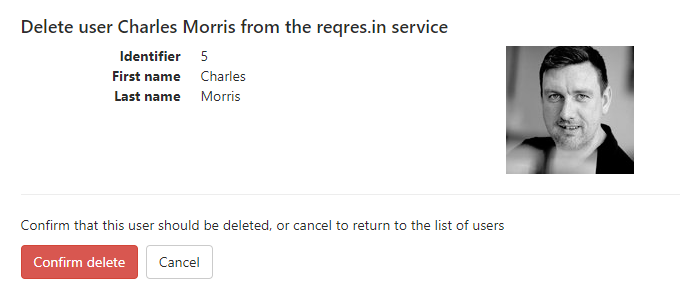 Delete user Charles Morris from the reqres.in service
Identifier 5
First name Charles
Last name Morris
Confirm that this user should be deleted, or cancel to return to the list of users
Confirm delete Cancel